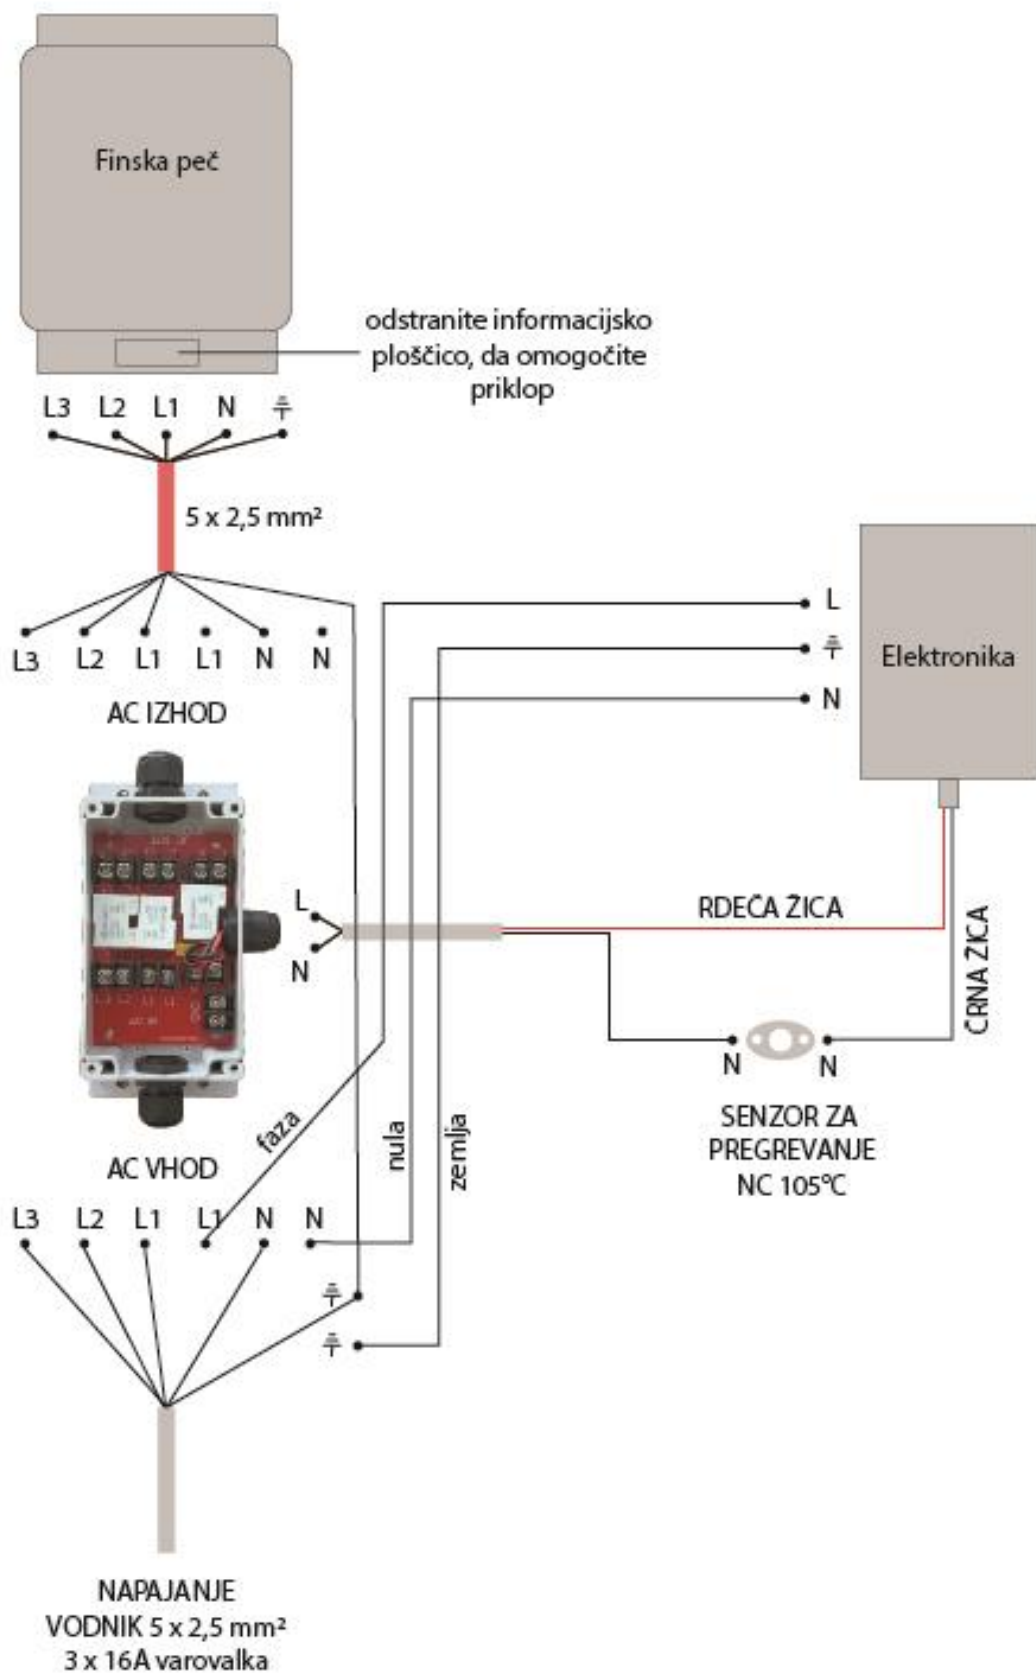 Finska peč
odstranite informacijsko
ploščico, da omogočite
priklop
L3 L2 L1 N
5 x 2,5 mm²
L
Elektronika
N
L3 L2 L1 L1 N N
AC IZHOD
L
N
RDEČA ŽICA
ČRNA ŽICA
N N
SENZOR ZA
PREGREVANJE
NC 105°C
faza
nula
zemlja
AC VHOD
L3 L2 L1 L1 N N
NAPAJANJE
VODNIK 5 x 2,5 mm²
3 x 16A varovalka